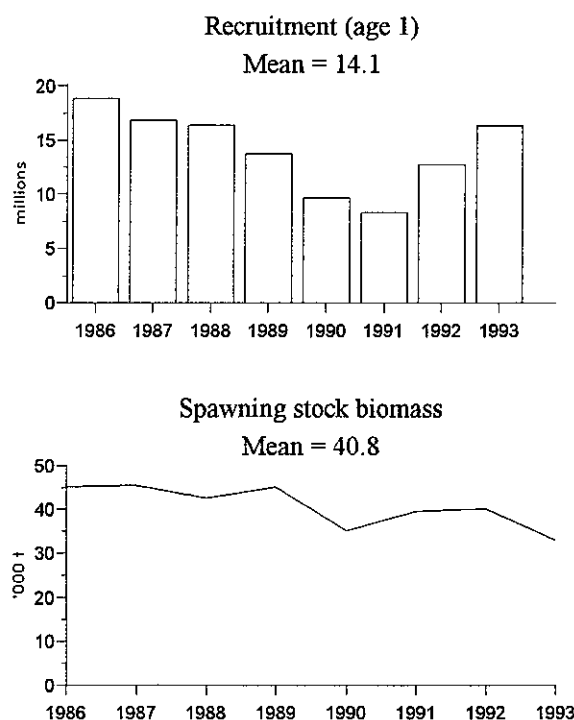 Recruitment (age 1)
Mean = 14.1
20
15
10
5
0
millions
1986 1987 1988 1989 1990 1991 1992 1993
Spawning stock biomass
Mean = 40.8
50
40
30
20
10
0
'000 t
1986 1987 1988 1989 1990 1991 1992 1993